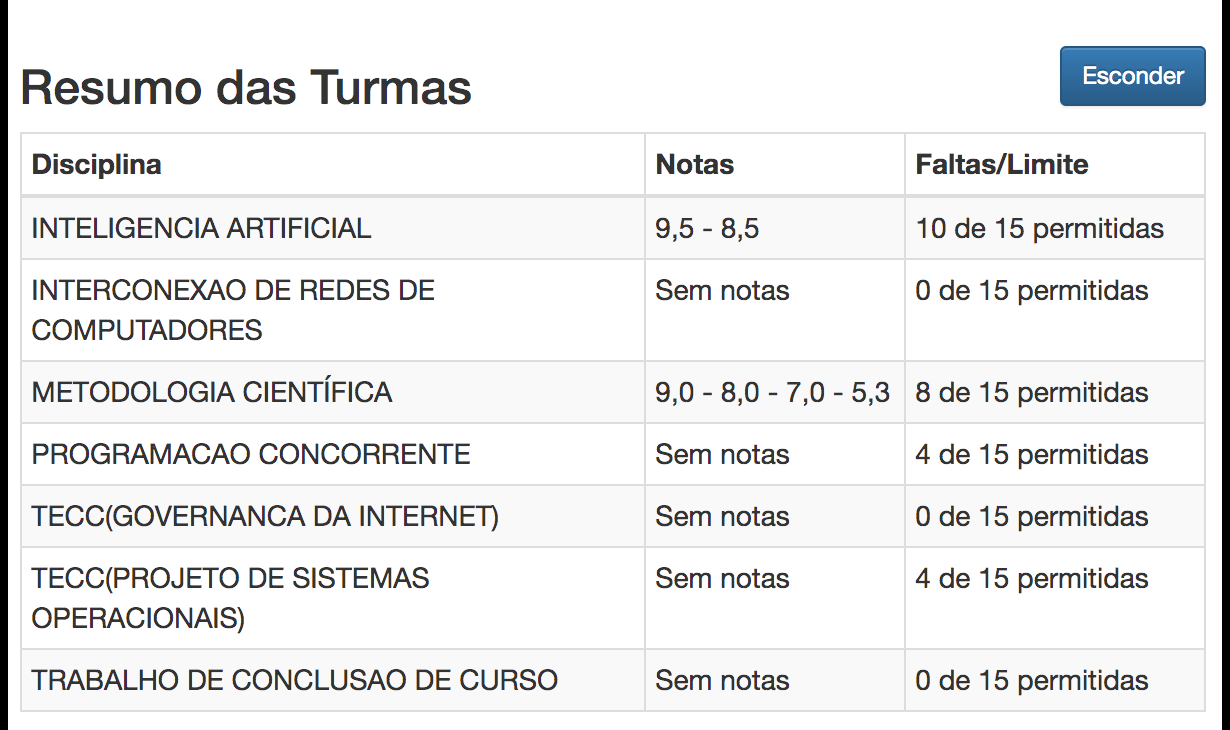 Resumo das Turmas
Esconder
Disciplina Notas Faltas/Limite
INTELIGENCIA ARTIFICIAL 9,5 - 8,5 10 de 15 permitidas
INTERCONEXAO DE REDES DE Sem notas 0 de 15 permitidas
COMPUTADORES
METODOLOGIA CIENTÍFICA 9,0 - 8,0 - 7,0 - 5,3 8 de 15 permitidas
PROGRAMACAO CONCORRENTE Sem notas 4 de 15 permitidas
TECC(GOVERNANCA DA INTERNET) Sem notas 0 de 15 permitidas
TECC(PROJETO DE SISTEMAS Sem notas 4 de 15 permitidas
OPERACIONAIS)
TRABALHO DE CONCLUSAO DE CURSO Sem notas 0 de 15 permitidas